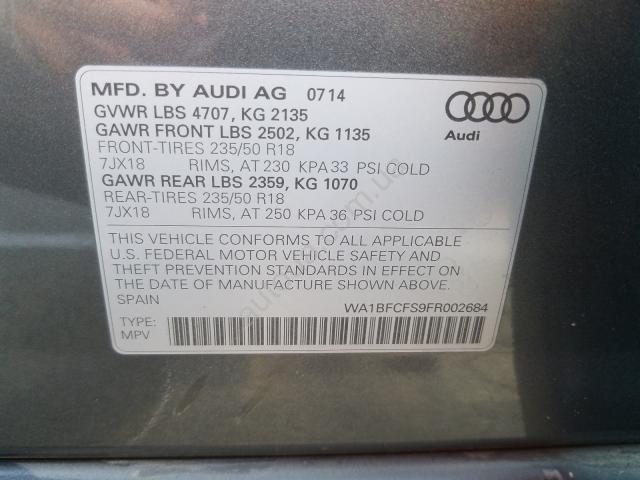 MFD. BY AUDI AG 0714
GVWR LBS 4707, KG 2135
GAWR FRONT LBS 2502, KG 1135
FRONT-TIRES 235/50 R18
7JX18 RIMS, AT 230 KPA 33 PSI COLD
GAWR REAR LBS 2359, KG 1070
REAR-TIRES 235/50 R18
7JX18 RIMS, AT 250 KPA 36 PSI COLD
Audi
THIS VEHICLE CONFORMS TO ALL APPLICABLE
U.S. FEDERAL MOTOR VEHICLE SAFETY AND
THEFT PREVENTION STANDARDS IN EFFECT ON
THE DATE OF MANUFACTURE SHOWN ABOVE.
SPAIN
WA1BFCFS9FR002684
TYPE:
MPV